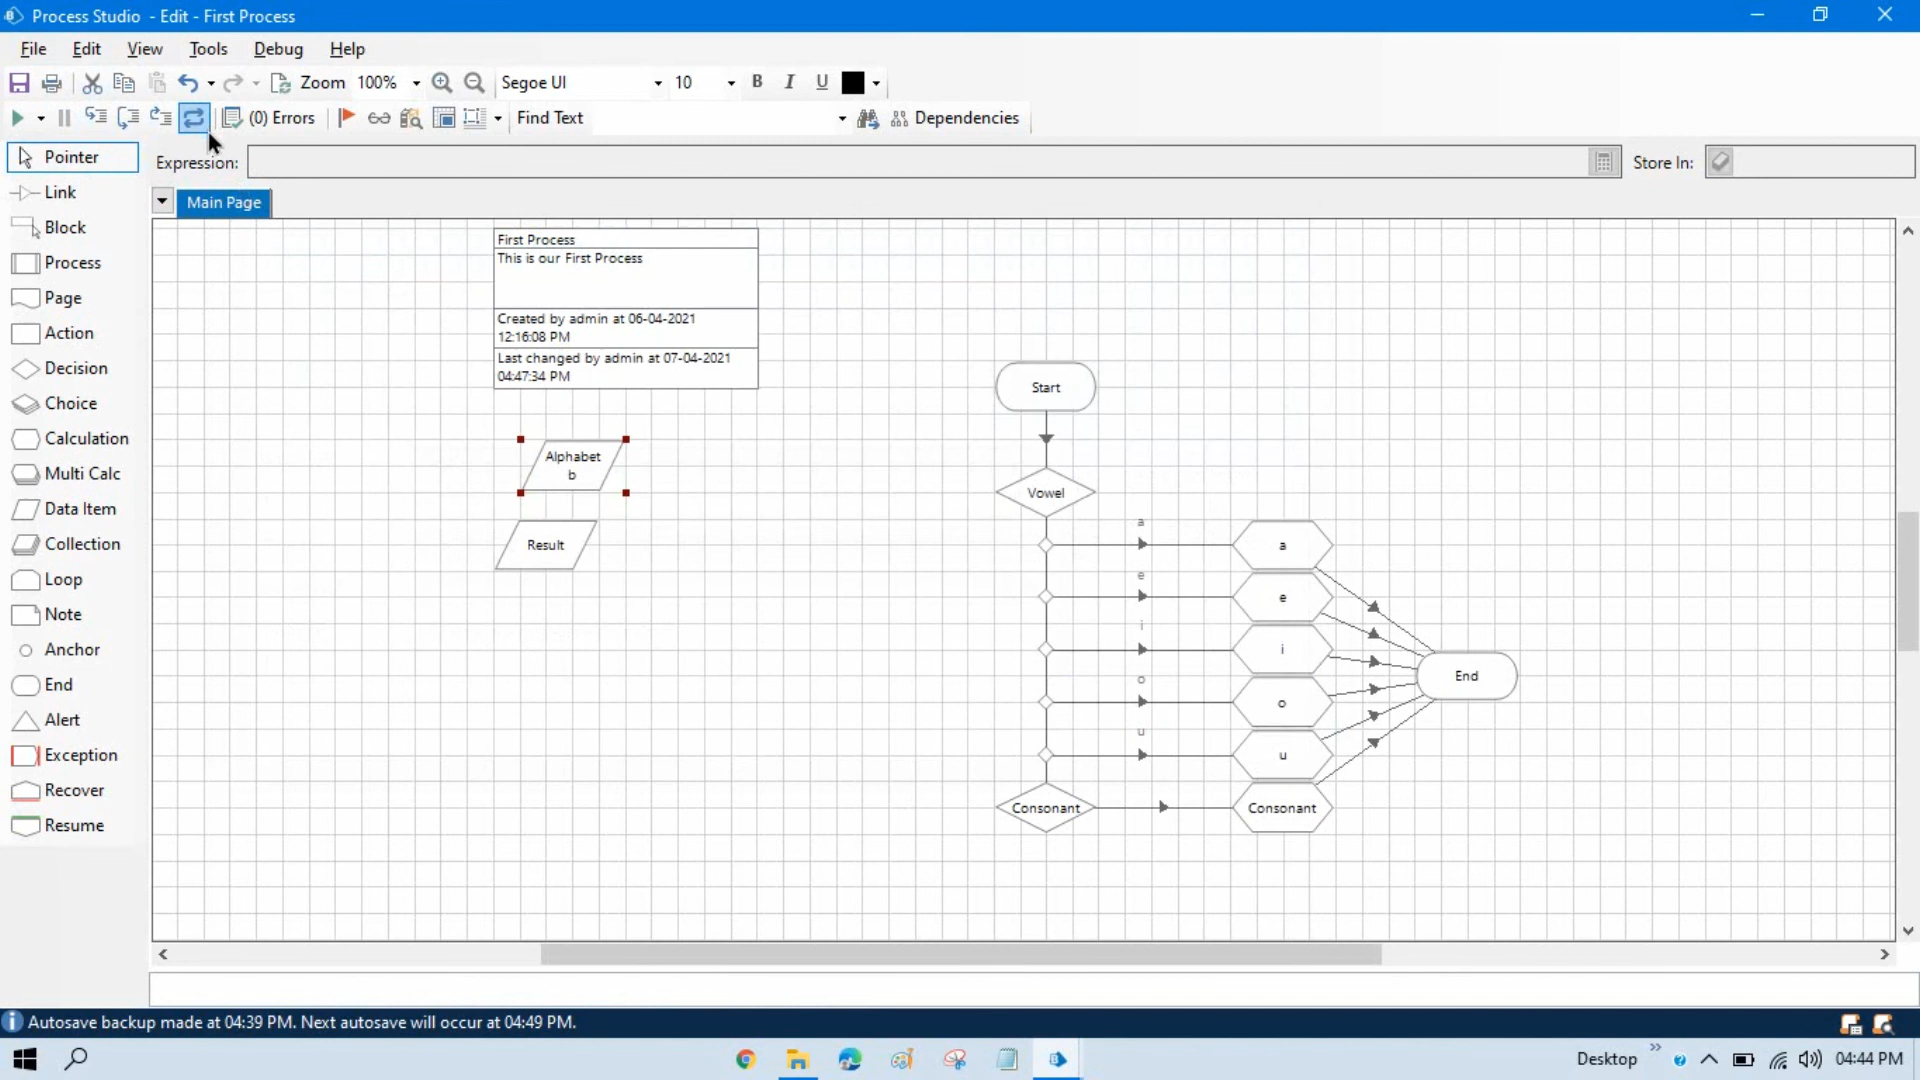 Process Studio - Edit - First Process
File Edit View Tools Debug Help
Zoom 100% Segoe UI 10 B I U
(0) Errors Find Text Dependencies
Expression: Store In:
Main Page
Pointer
Link
Block
Process
Page
Action
Decision
Choice
Calculation
Multi Calc
Data Item
Collection
Loop
Note
Anchor
End
Alert
Exception
Recover
Resume
First Process
This is our First Process
Created by admin at 06-04-2021
12:16:08 PM
Last changed by admin at 07-04-2021
04:47:34 PM
Alphabet
b
Result
Start
Vowel
a
a
e
e
i
i
o
o
u
u
Consonant
Consonant
End
Autosave backup made at 04:39 PM. Next autosave will occur at 04:49 PM.
Desktop 04:44 PM